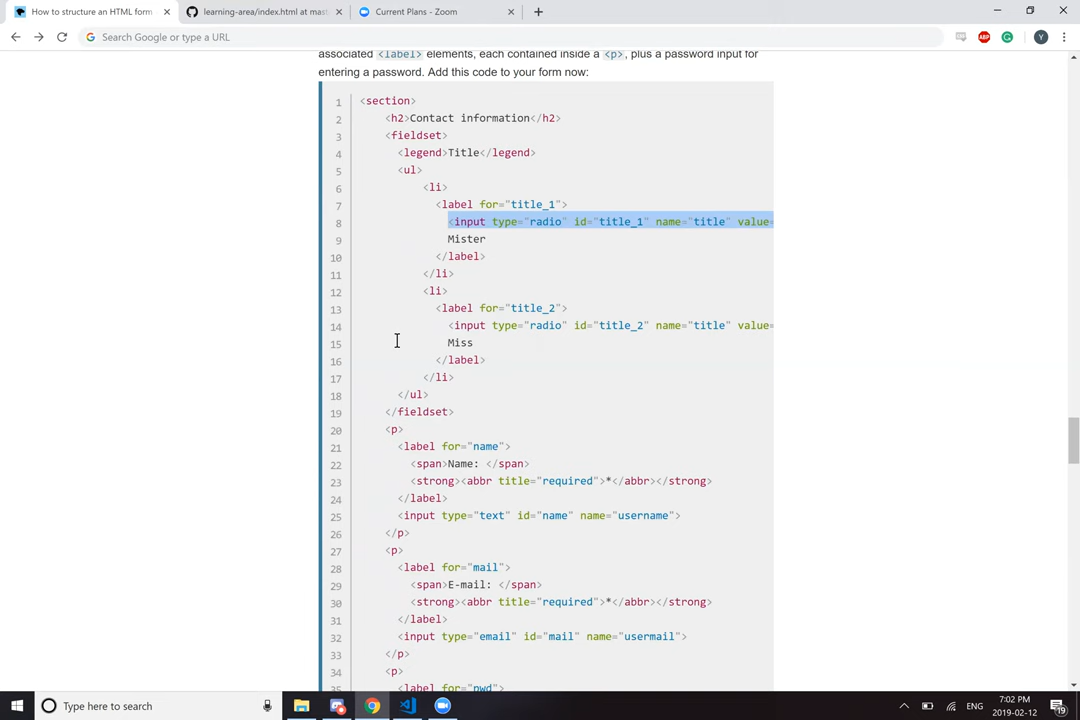 How to structure an HTML form
learning-area/index.html at mast
Current Plans - Zoom
Search Google or type a URL
ABP
Y
associated <label> elements, each contained inside a <p>, plus a password input for
entering a password. Add this code to your form now:
1 <section>
2 <h2>Contact information</h2>
3 <fieldset>
4 <legend>Title</legend>
5 <ul>
6 <li>
7 <label for="title_1">
8 <input type="radio" id="title_1" name="title" value=
9 Mister
10 </label>
11 </li>
12 <li>
13 <label for="title_2">
14 <input type="radio" id="title_2" name="title" value=
15 Miss
16 </label>
17 </li>
18 </ul>
19 </fieldset>
20 <p>
21 <label for="name">
22 <span>Name: </span>
23 <strong><abbr title="required">*</abbr></strong>
24 </label>
25 <input type="text" id="name" name="username">
26 </p>
27 <p>
28 <label for="mail">
29 <span>E-mail: </span>
30 <strong><abbr title="required">*</abbr></strong>
31 </label>
32 <input type="email" id="mail" name="usermail">
33 </p>
34 <p>
35 <label for="pwd">
Type here to search
ENG
7:02 PM
2019-02-12
19